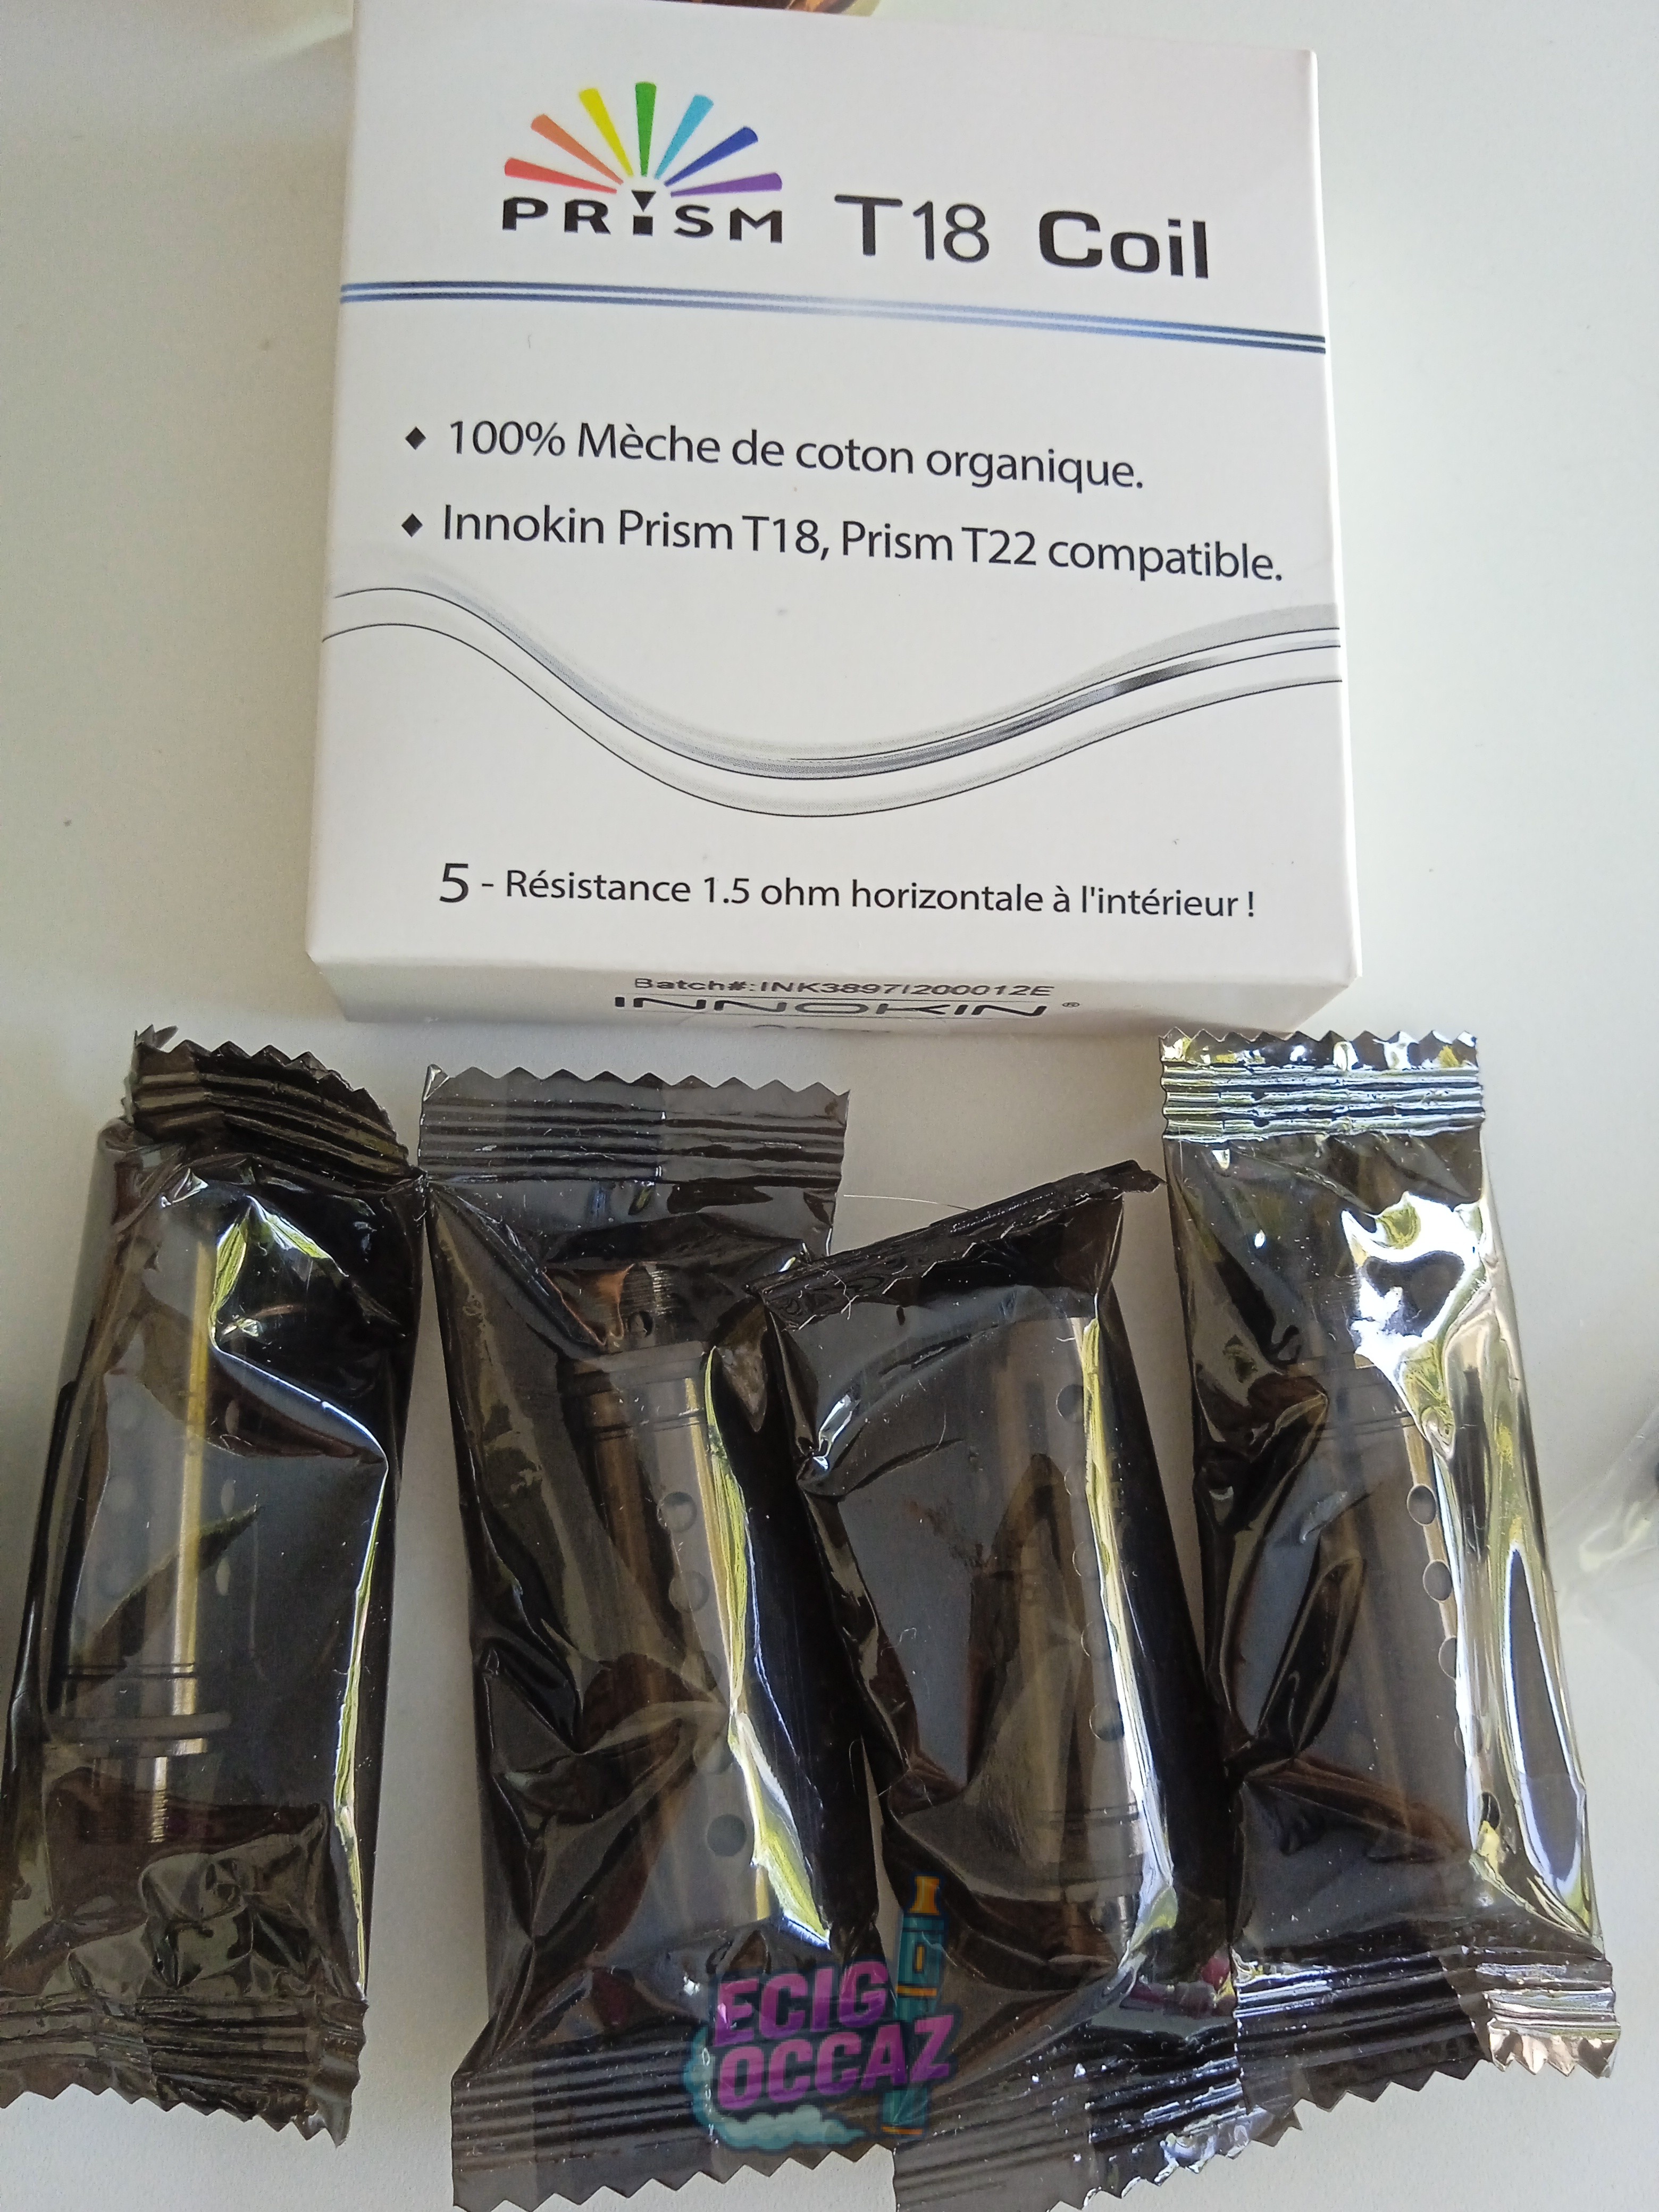 PRiSM T18 Coil
100% Mèche de coton organique.
Innokin Prism T18, Prism T22 compatible.
5 - Résistance 1.5 ohm horizontale à l'intérieur !
Batch#:INK3897I200012E
INNOKIN®
ECIG
OCCAZ